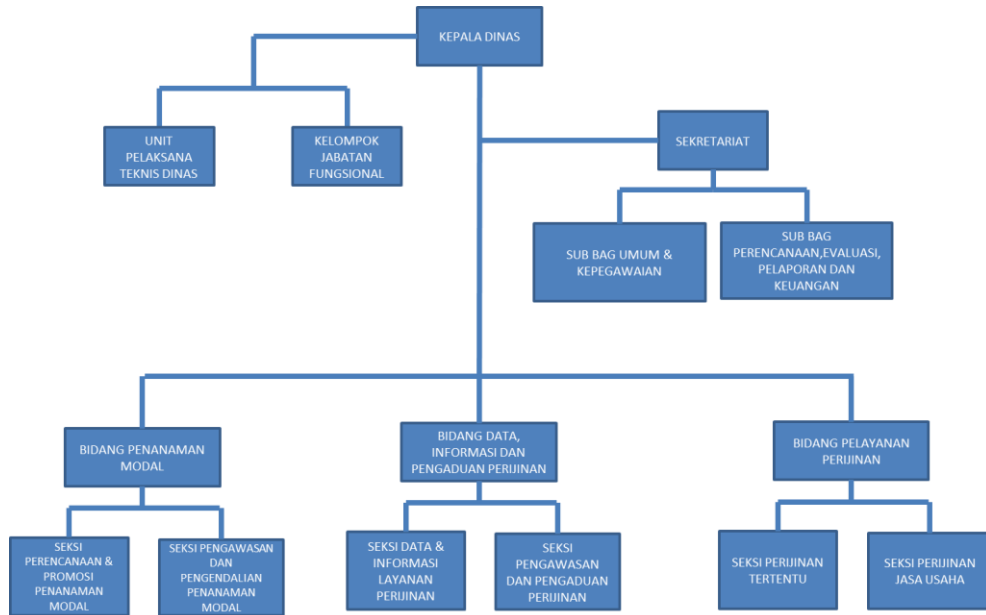 KEPALA DINAS
UNIT
PELAKSANA
TEKNIS DINAS
KELOMPOK
JABATAN
FUNGSIONAL
SEKRETARIAT
SUB BAG UMUM &
KEPEGAWAIAN
SUB BAG
PERENCANAAN,EVALUASI,
PELAPORAN DAN
KEUANGAN
BIDANG PENANAMAN
MODAL
BIDANG DATA,
INFORMASI DAN
PENGADUAN PERIJINAN
BIDANG PELAYANAN
PERIJINAN
SEKSI
PERENCANAAN &
PROMOSI
PENANAMAN
MODAL
SEKSI PENGAWASAN
DAN
PENGENDALIAN
PENANAMAN
MODAL
SEKSI DATA &
INFORMASI
LAYANAN
PERIJINAN
SEKSI
PENGAWASAN
DAN PENGADUAN
PERIJINAN
SEKSI PERIJINAN
TERTENTU
SEKSI PERIJINAN
JASA USAHA